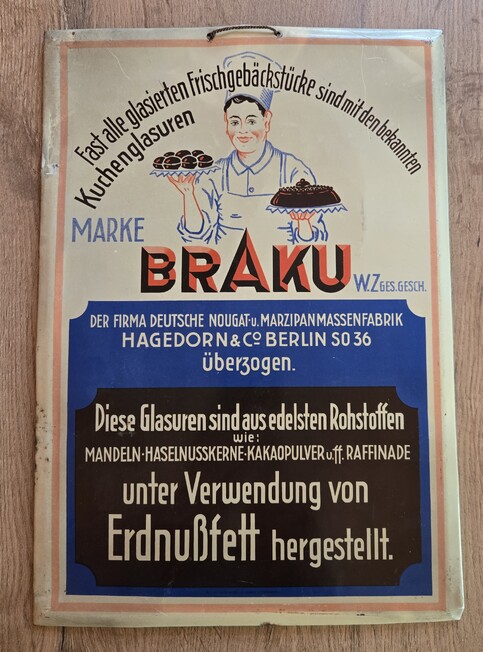 Fast alle glasierten Frischgebäckstücke sind mit den bekannten
Kuchenglasuren
MARKE
BRAKU
W.Z GES. GESCH.
DER FIRMA DEUTSCHE NOUGAT- u. MARZIPANMASSENFABRIK
HAGEDORN & Co BERLIN SO 36
überzogen.
Diese Glasuren sind aus edelsten Rohstoffen
wie:
MANDELN-HASELNUSSKERNE-KAKAOPULVER u. ff. RAFFINADE
unter Verwendung von
Erdnußfett hergestellt.